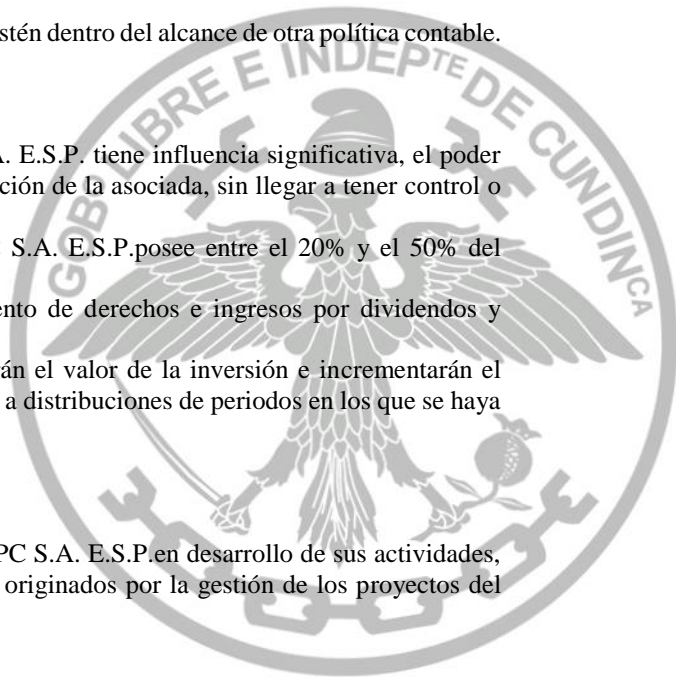 stén dentro del alcance de otra política contable.
GOBº LIBRE E INDEPTE DE CUNDINCA
A. E.S.P. tiene influencia significativa, el poder
ción de la asociada, sin llegar a tener control o
S.A. E.S.P.posee entre el 20% y el 50% del
ento de derechos e ingresos por dividendos y
rán el valor de la inversión e incrementarán el
a distribuciones de periodos en los que se haya
PC S.A. E.S.P.en desarrollo de sus actividades,
originados por la gestión de los proyectos del